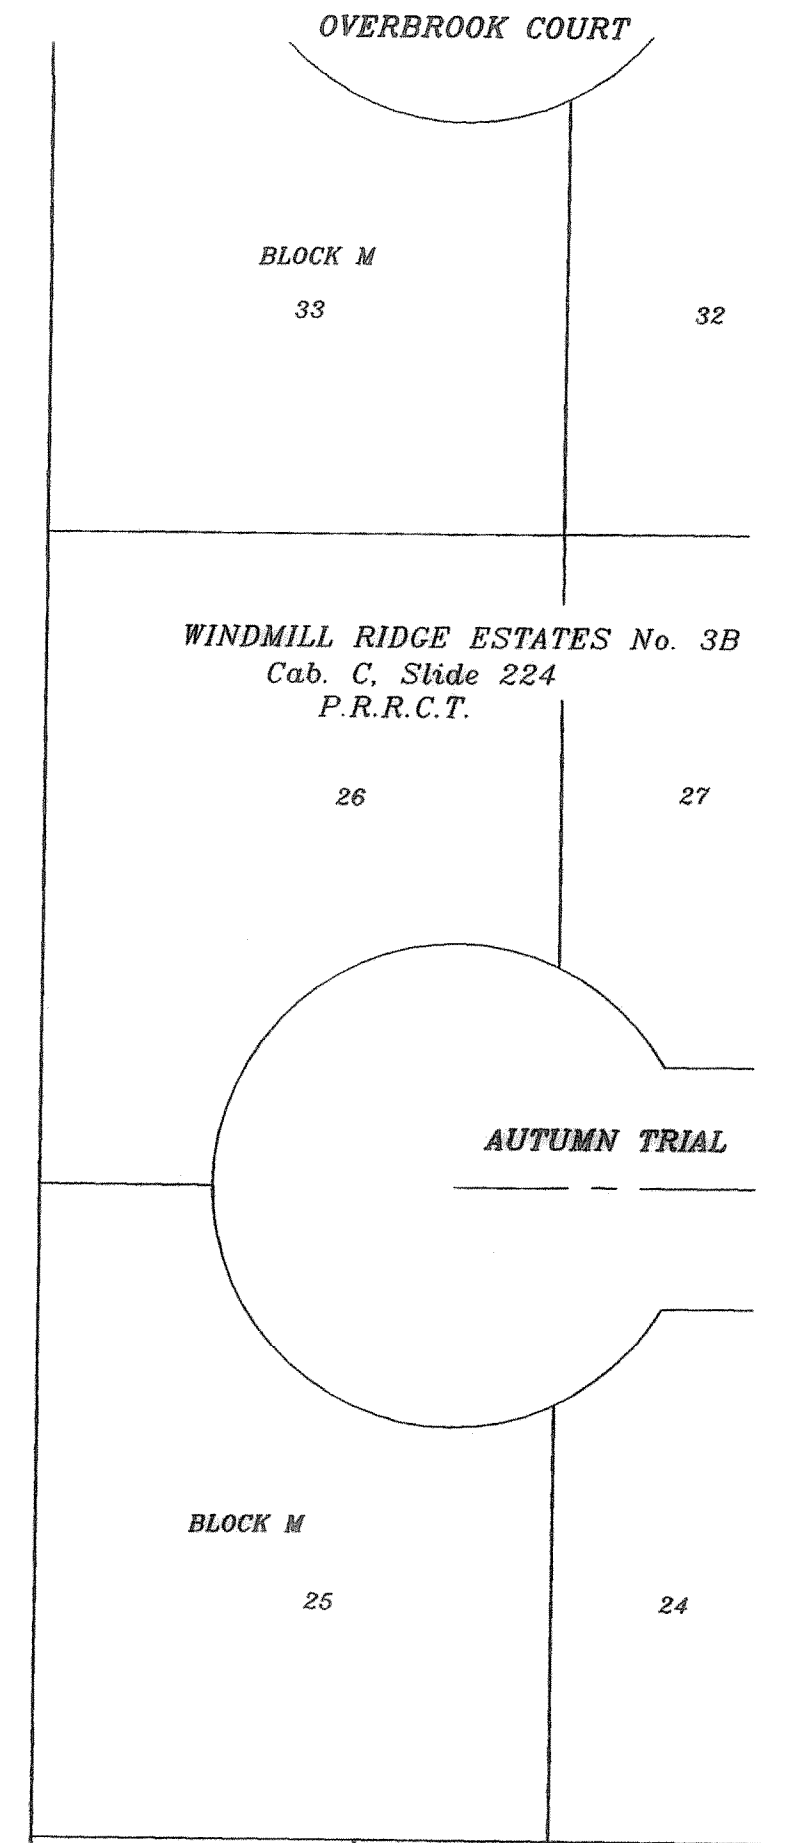 OVERBROOK COURT
BLOCK M
33
32
WINDMILL RIDGE ESTATES No. 3B
Cab. C, Slide 224
P.R.R.C.T.
26
27
AUTUMN TRIAL
BLOCK M
25
24